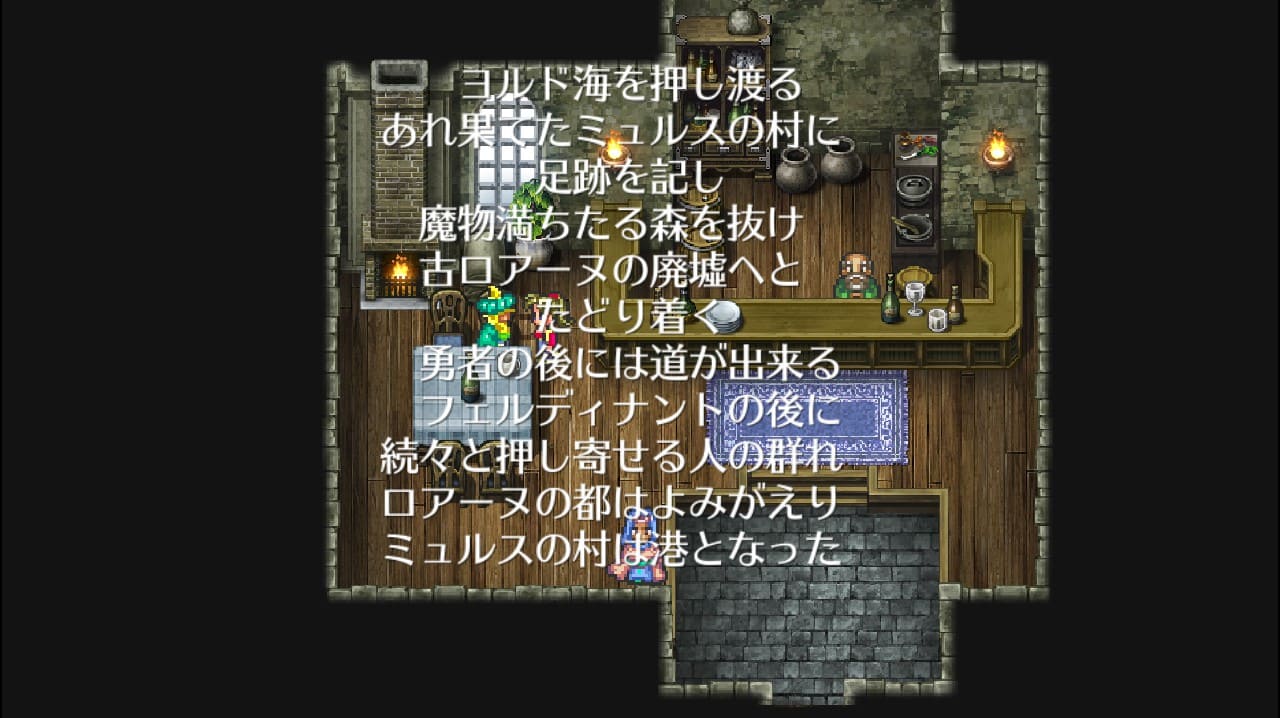 ヨルド海を押し渡る
あれ果てたミュルスの村に
足跡を記し
魔物満ちたる森を抜け
古ロアーヌの廃墟へと
たどり着く
勇者の後には道が出来る
フェルディナントの後に
続々と押し寄せる人の群れ
ロアーヌの都はよみがえり
ミュルスの村は港となった